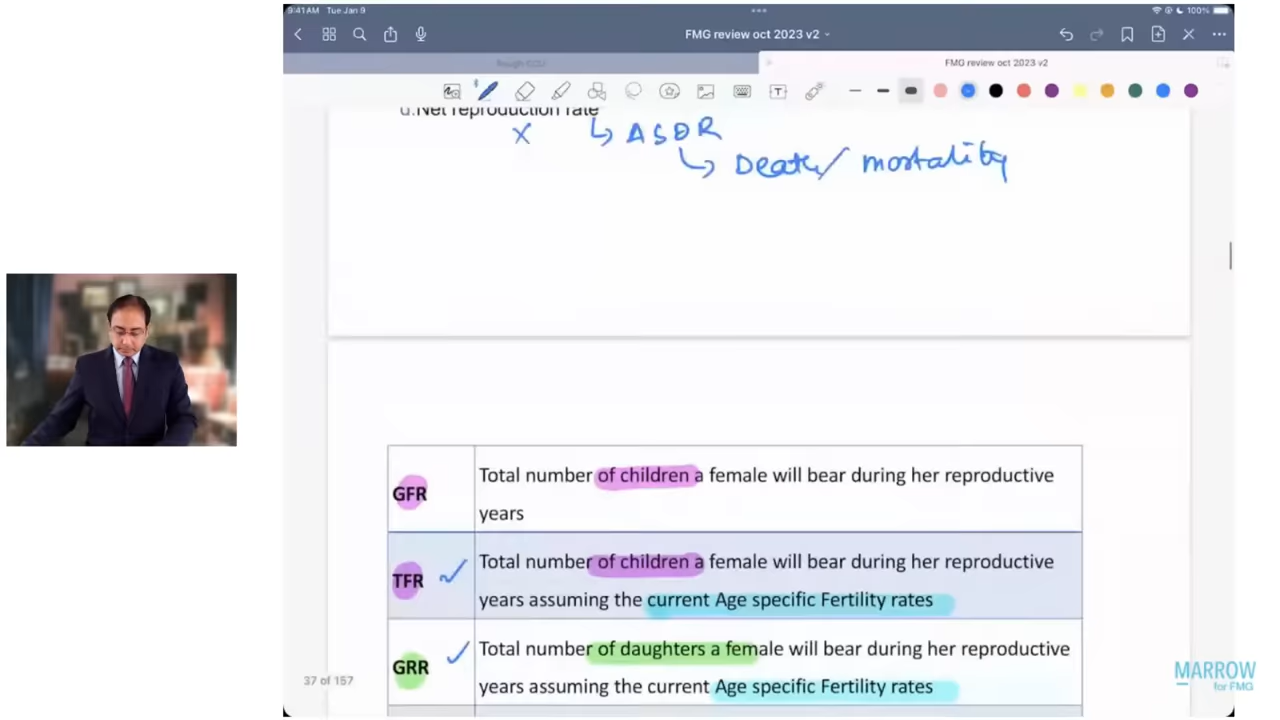 9:41 AM Tue Jan 9
100%
FMG review oct 2023 v2
Rough CCU
FMG review oct 2023 v2
d.Net reproduction rate
X ↳ ASDR
↳ Death/ mortality
GFR
Total number of children a female will bear during her reproductive
years
TFR ✓
Total number of children a female will bear during her reproductive
years assuming the current Age specific Fertility rates
GRR ✓
Total number of daughters a female will bear during her reproductive
years assuming the current Age specific Fertility rates
37 of 157
MARROW
for FMG